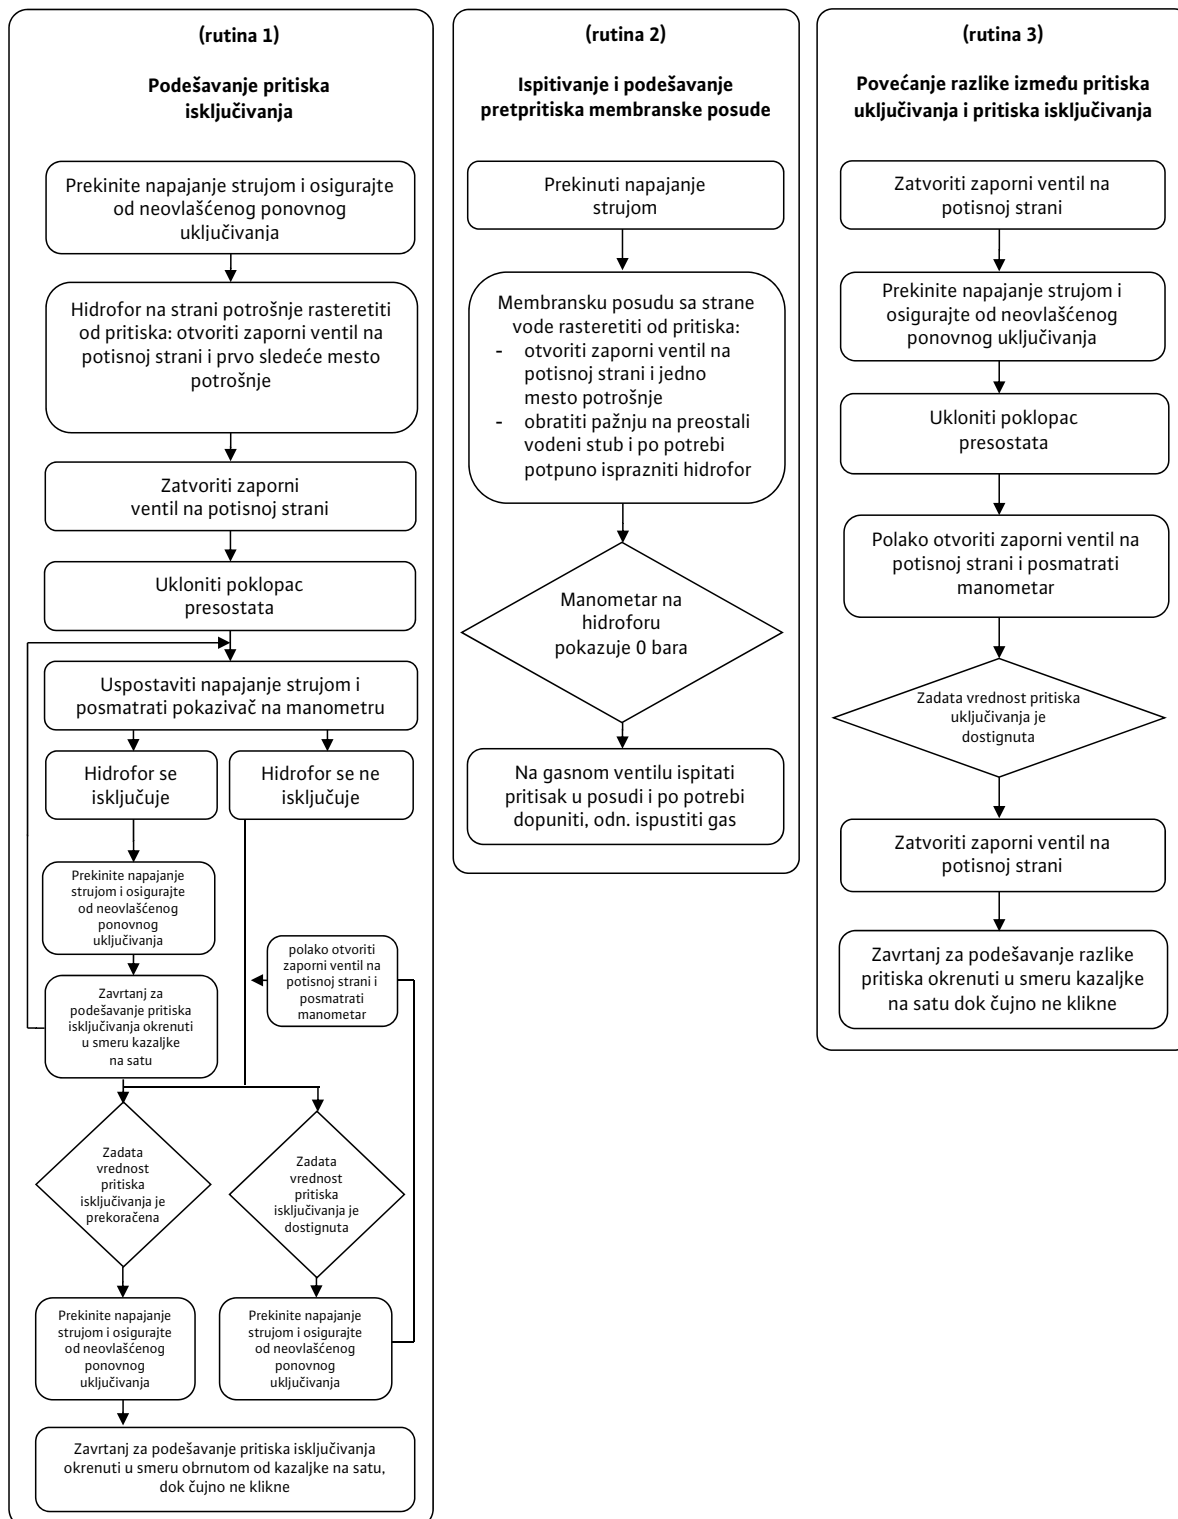 (rutina 1)
Podešavanje pritiska
isključivanja
Prekinite napajanje strujom i osigurajte
od neovlašćenog ponovnog
uključivanja
Hidrofor na strani potrošnje rasteretiti
od pritiska: otvoriti zaporni ventil na
potisnoj strani i prvo sledeće mesto
potrošnje
Zatvoriti zaporni
ventil na potisnoj strani
Ukloniti poklopac
presostata
Uspostaviti napajanje strujom i
posmatrati pokazivač na manometru
Hidrofor se
isključuje
Hidrofor se ne
isključuje
Prekinite napajanje
strujom i osigurajte
od neovlašćenog
ponovnog
uključivanja
polako otvoriti
zaporni ventil na
potisnoj strani i
posmatrati
manometar
Zavrtanj za
podešavanje pritiska
isključivanja okrenuti
u smeru kazaljke
na satu
Zadata
vrednost
pritiska
isključivanja je
prekoračena
Zadata
vrednost
pritiska
isključivanja je
dostignuta
Prekinite napajanje
strujom i osigurajte
od neovlašćenog
ponovnog
uključivanja
Prekinite napajanje
strujom i osigurajte
od neovlašćenog
ponovnog
uključivanja
Zavrtanj za podešavanje pritiska isključivanja
okrenuti u smeru obrnutom od kazaljke na satu,
dok čujno ne klikne
(rutina 2)
Ispitivanje i podešavanje
pretpritiska membranske posude
Prekinuti napajanje
strujom
Membransku posudu sa strane
vode rasteretiti od pritiska:
- otvoriti zaporni ventil na
potisnoj strani i jedno
mesto potrošnje
- obratiti pažnju na preostali
vodeni stub i po potrebi
potpuno isprazniti hidrofor
Manometar na
hidroforu
pokazuje 0 bara
Na gasnom ventilu ispitati
pritisak u posudi i po potrebi
dopuniti, odn. ispustiti gas
(rutina 3)
Povećanje razlike između pritiska
uključivanja i pritiska isključivanja
Zatvoriti zaporni ventil na
potisnoj strani
Prekinite napajanje strujom i
osigurajte od neovlašćenog
ponovnog uključivanja
Ukloniti poklopac
presostata
Polako otvoriti zaporni ventil na
potisnoj strani i posmatrati
manometar
Zadata vrednost pritiska
uključivanja je
dostignuta
Zatvoriti zaporni ventil na
potisnoj strani
Zavrtanj za podešavanje razlike
pritiska okrenuti u smeru kazaljke
na satu dok čujno ne klikne